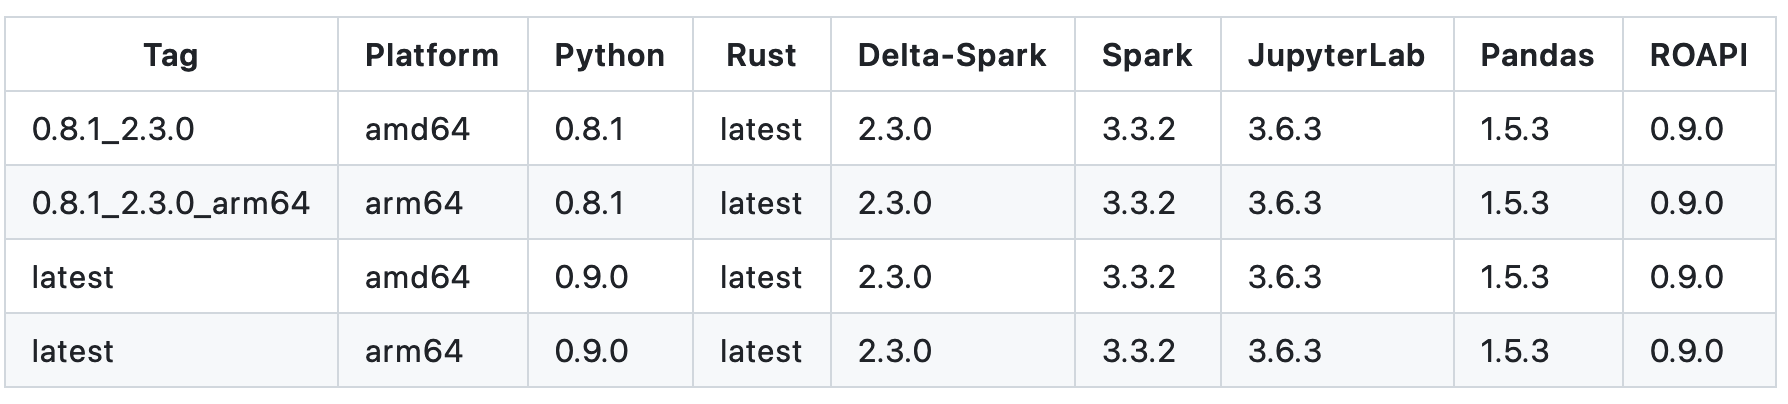 Tag Platform Python Rust Delta-Spark Spark JupyterLab Pandas ROAPI
0.8.1_2.3.0 amd64 0.8.1 latest 2.3.0 3.3.2 3.6.3 1.5.3 0.9.0
0.8.1_2.3.0_arm64 arm64 0.8.1 latest 2.3.0 3.3.2 3.6.3 1.5.3 0.9.0
latest amd64 0.9.0 latest 2.3.0 3.3.2 3.6.3 1.5.3 0.9.0
latest arm64 0.9.0 latest 2.3.0 3.3.2 3.6.3 1.5.3 0.9.0